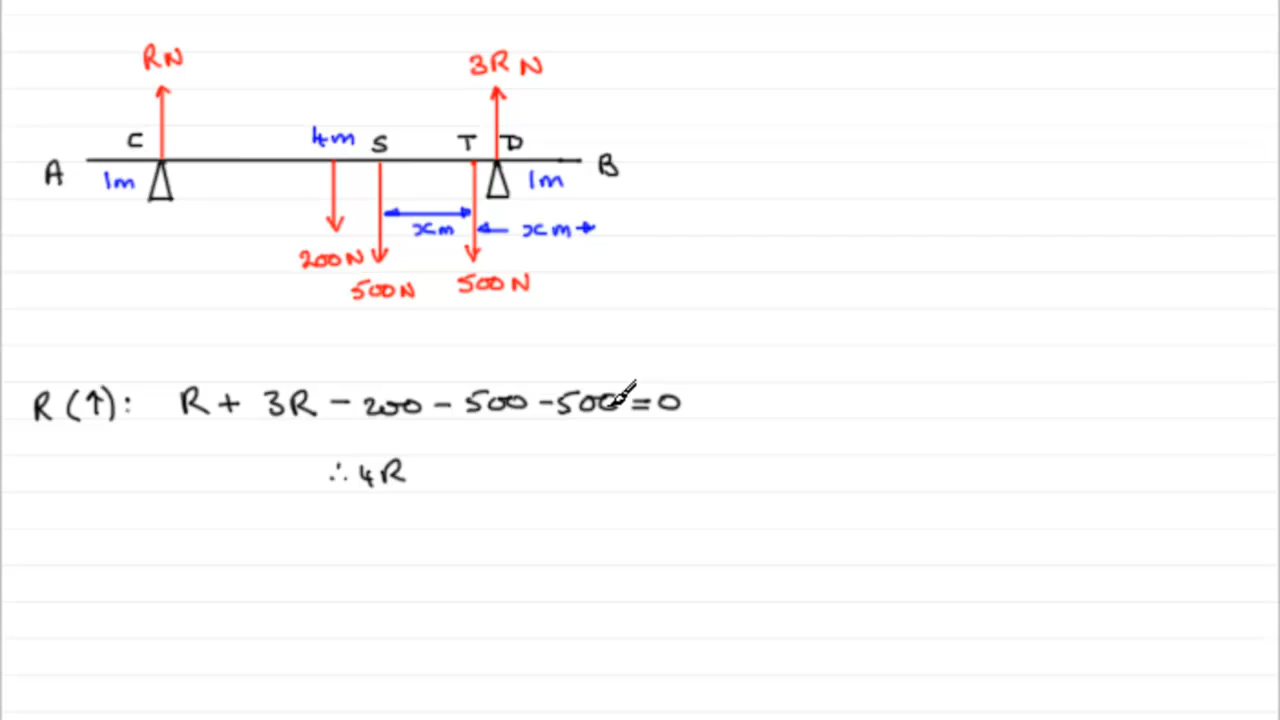 RN 3R N
C 4m S T D
A 1m 1m B
xm xm
200N 500N 500N
R (↑): R + 3R - 200 - 500 - 500 = 0
∴ 4R